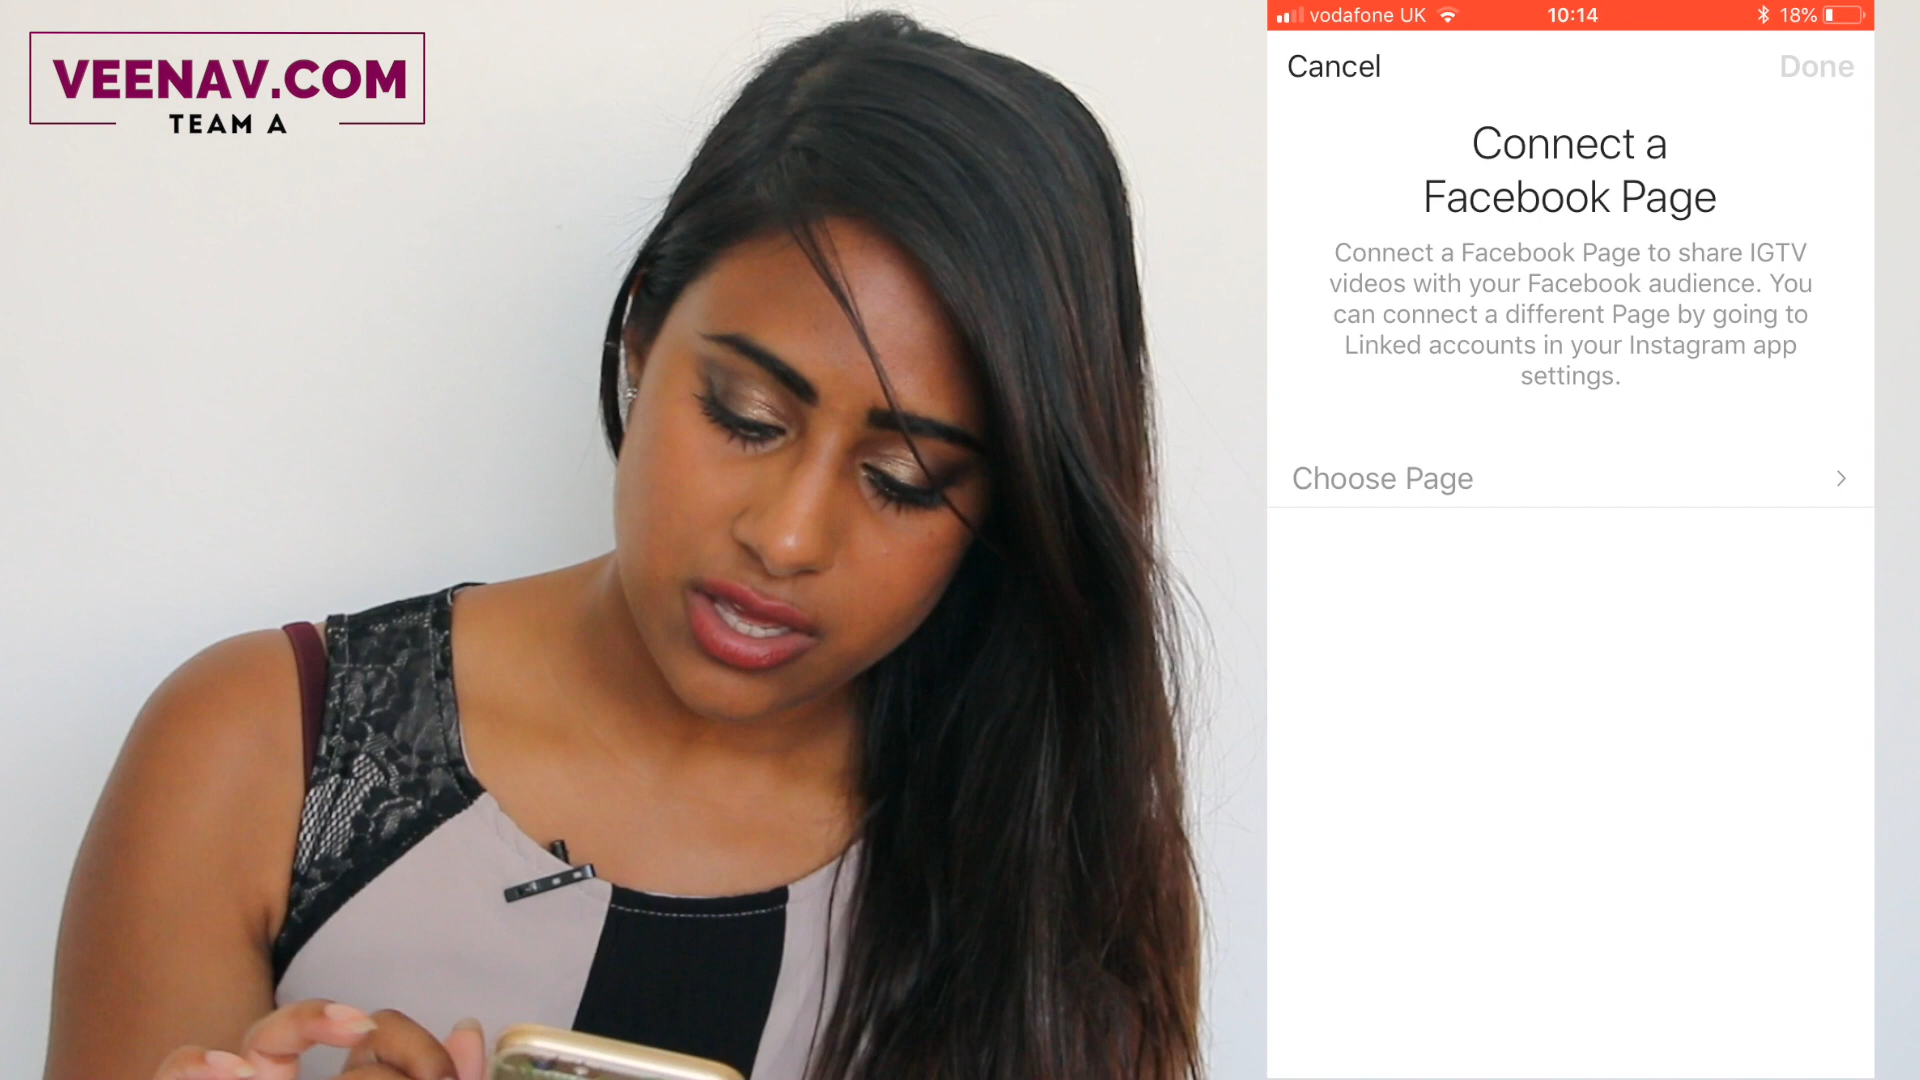 VEENAV.COM
TEAM A
vodafone UK 10:14 18%
Cancel Done
Connect a
Facebook Page
Connect a Facebook Page to share IGTV
videos with your Facebook audience. You
can connect a different Page by going to
Linked accounts in your Instagram app
settings.
Choose Page